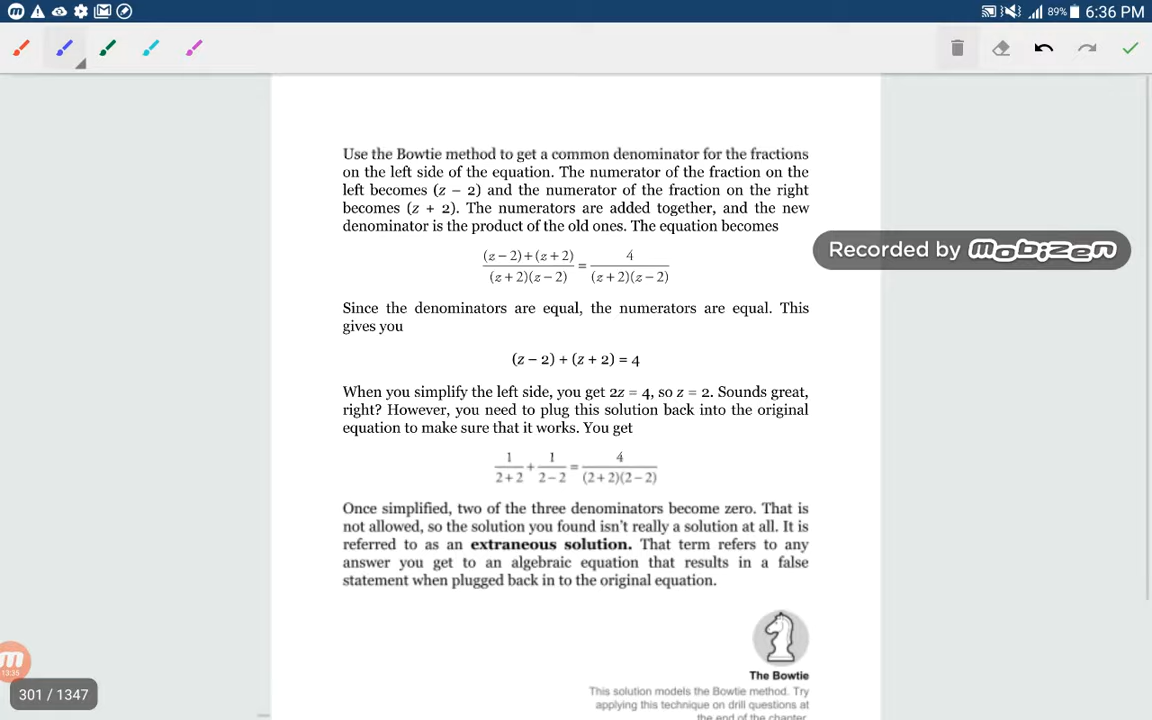 89% 6:36 PM
Use the Bowtie method to get a common denominator for the fractions
on the left side of the equation. The numerator of the fraction on the
left becomes (z − 2) and the numerator of the fraction on the right
becomes (z + 2). The numerators are added together, and the new
denominator is the product of the old ones. The equation becomes
Recorded by mobizen
(z − 2)+(z + 2) / (z + 2)(z − 2) = 4 / (z + 2)(z − 2)
Since the denominators are equal, the numerators are equal. This
gives you
(z − 2) + (z + 2) = 4
When you simplify the left side, you get 2z = 4, so z = 2. Sounds great,
right? However, you need to plug this solution back into the original
equation to make sure that it works. You get
1 / 2 + 2 + 1 / 2 − 2 = 4 / (2 + 2)(2 − 2)
Once simplified, two of the three denominators become zero. That is
not allowed, so the solution you found isn't really a solution at all. It is
referred to as an extraneous solution. That term refers to any
answer you get to an algebraic equation that results in a false
statement when plugged back in to the original equation.
13:35
301 / 1347
The Bowtie
This solution models the Bowtie method. Try
applying this technique on drill questions at
the end of the chapter.